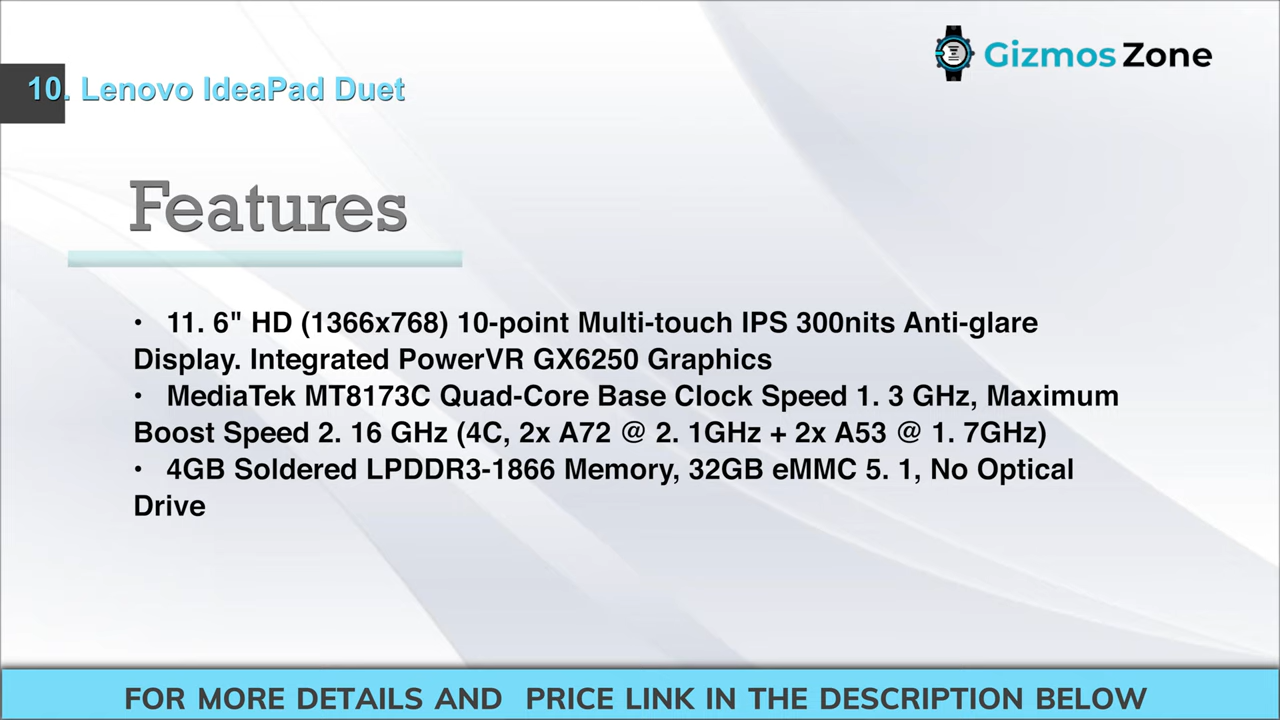 Gizmos Zone
10. Lenovo IdeaPad Duet
Features
• 11. 6" HD (1366x768) 10-point Multi-touch IPS 300nits Anti-glare
Display. Integrated PowerVR GX6250 Graphics
• MediaTek MT8173C Quad-Core Base Clock Speed 1. 3 GHz, Maximum
Boost Speed 2. 16 GHz (4C, 2x A72 @ 2. 1GHz + 2x A53 @ 1. 7GHz)
• 4GB Soldered LPDDR3-1866 Memory, 32GB eMMC 5. 1, No Optical
Drive
FOR MORE DETAILS AND PRICE LINK IN THE DESCRIPTION BELOW